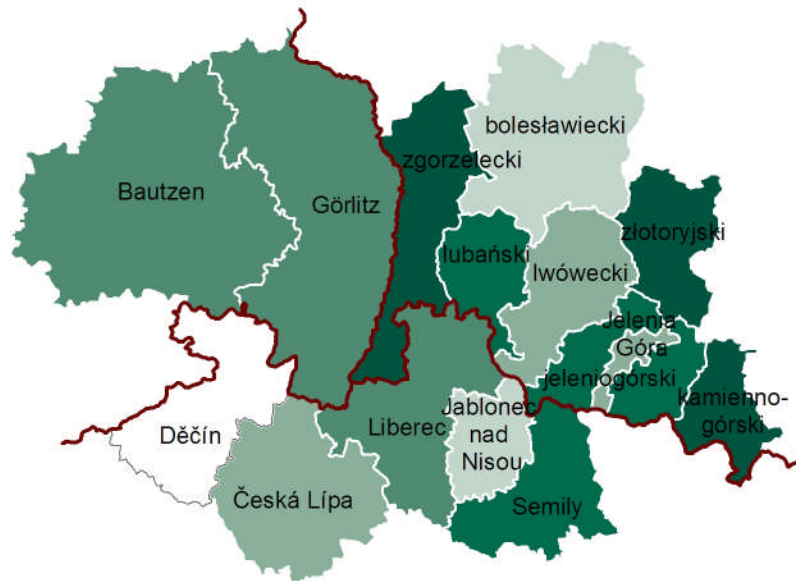 bolesławiecki
zgorzelecki
Bautzen
Görlitz
złotoryjski
lubański
lwówecki
Jelenia
Góra
jeleniogórski
kamienno-
górski
Jablonec
nad
Nisou
Liberec
Děčín
Česká Lípa
Semily